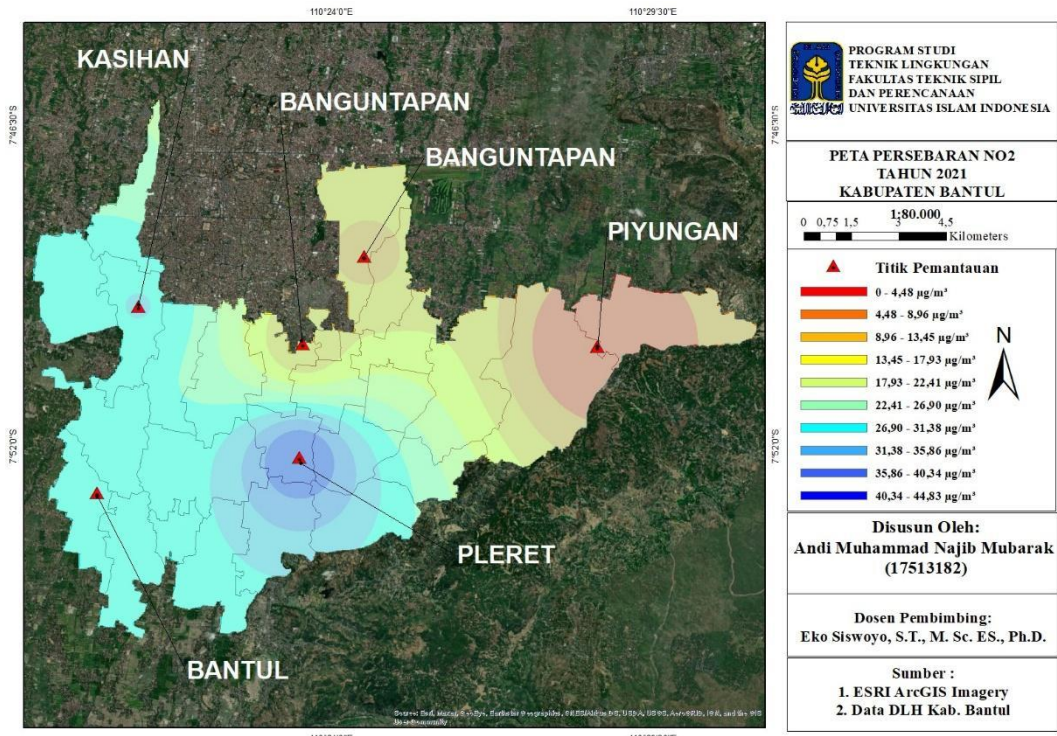 110°24'0"E
110°29'30"E
KASIHAN
BANGUNTAPAN
BANGUNTAPAN
PIYUNGAN
PLERET
BANTUL
7°46'30"S
7°46'30"S
7°52'0"S
7°52'0"S
PROGRAM STUDI
TEKNIK LINGKUNGAN
FAKULTAS TEKNIK SIPIL
DAN PERENCANAAN
UNIVERSITAS ISLAM INDONESIA
PETA PERSEBARAN NO2
TAHUN 2021
KABUPATEN BANTUL
1:80.000
0 0,75 1,5 3 4,5
Kilometers
Titik Pemantauan
0 - 4,48 µg/m³
4,48 - 8,96 µg/m³
8,96 - 13,45 µg/m³
13,45 - 17,93 µg/m³
17,93 - 22,41 µg/m³
22,41 - 26,90 µg/m³
26,90 - 31,38 µg/m³
31,38 - 35,86 µg/m³
35,86 - 40,34 µg/m³
40,34 - 44,83 µg/m³
N
Disusun Oleh:
Andi Muhammad Najib Mubarak
(17513182)
Dosen Pembimbing:
Eko Siswoyo, S.T., M. Sc. ES., Ph.D.
Sumber :
1. ESRI ArcGIS Imagery
2. Data DLH Kab. Bantul